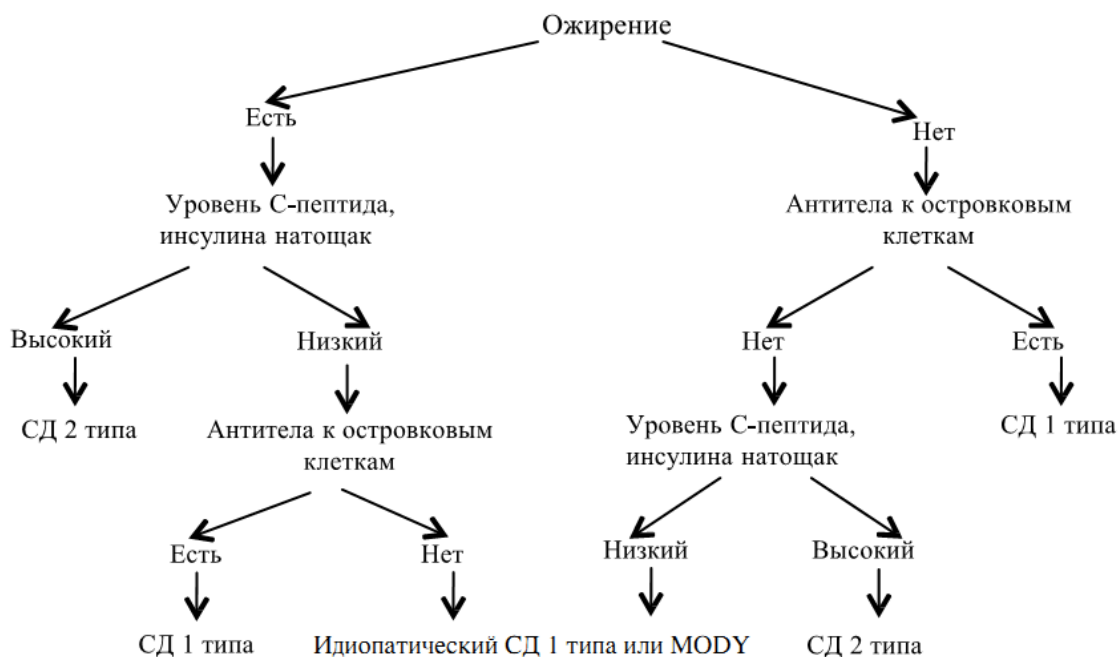 Ожирение
Есть
Нет
Уровень С-пептида,
инсулина натощак
Антитела к островковым
клеткам
Высокий
Низкий
Нет
Есть
СД 2 типа
Антитела к островковым
клеткам
Уровень С-пептида,
инсулина натощак
СД 1 типа
Есть
Нет
Низкий
Высокий
СД 1 типа
Идиопатический СД 1 типа или MODY
СД 2 типа